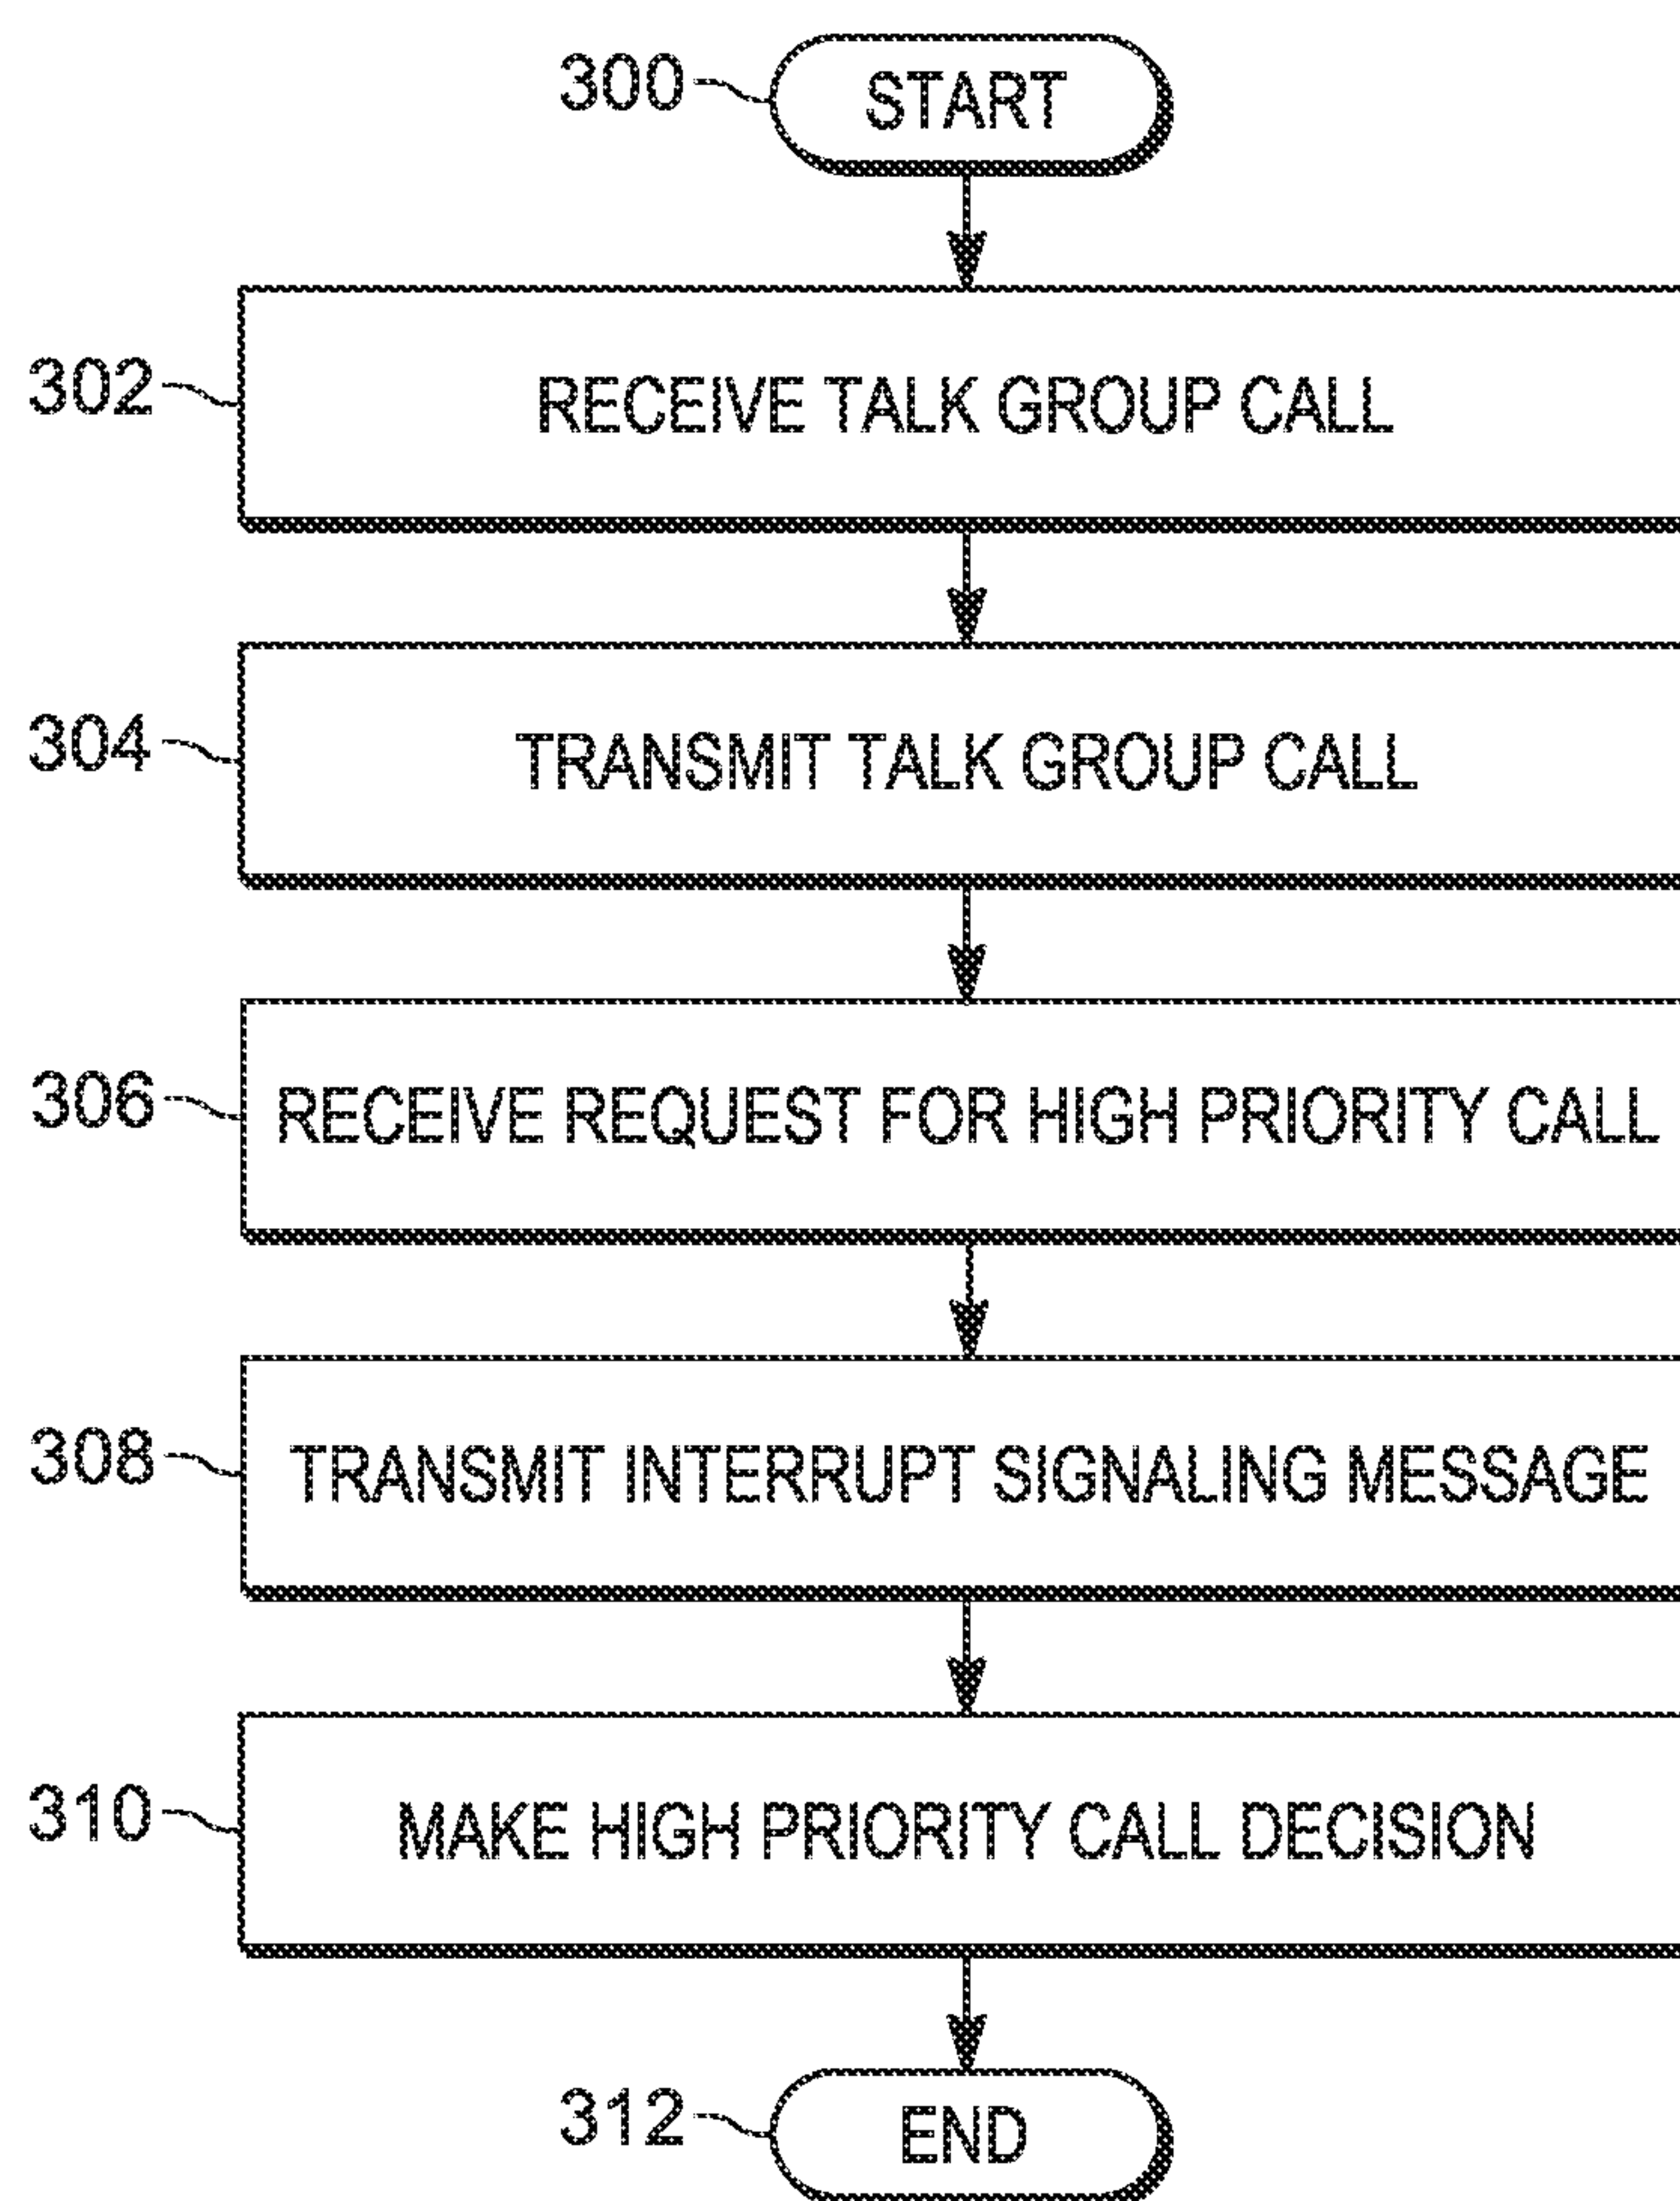 300
START
302
RECEIVE TALK GROUP CALL
304
TRANSMIT TALK GROUP CALL
306
RECEIVE REQUEST FOR HIGH PRIORITY CALL
308
TRANSMIT INTERRUPT SIGNALING MESSAGE
310
MAKE HIGH PRIORITY CALL DECISION
312
END